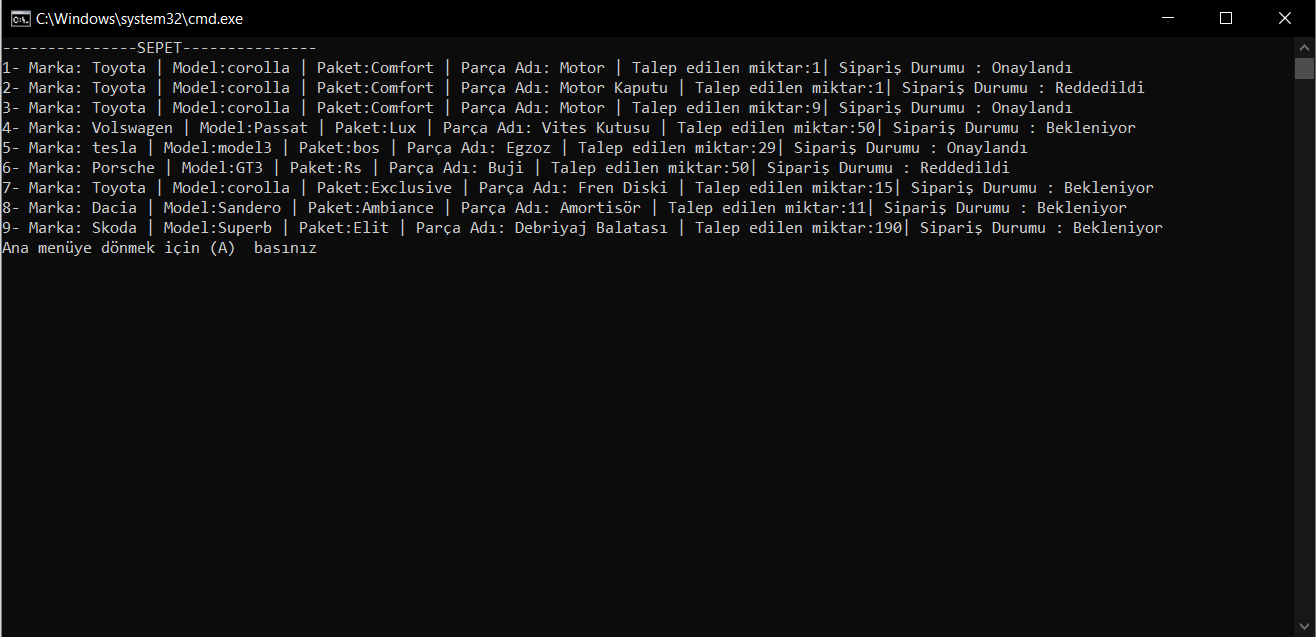 C:\Windows\system32\cmd.exe
---------------SEPET---------------
1- Marka: Toyota | Model:corolla | Paket:Comfort | Parça Adı: Motor | Talep edilen miktar:1| Sipariş Durumu : Onaylandı
2- Marka: Toyota | Model:corolla | Paket:Comfort | Parça Adı: Motor Kaputu | Talep edilen miktar:1| Sipariş Durumu : Reddedildi
3- Marka: Toyota | Model:corolla | Paket:Comfort | Parça Adı: Motor | Talep edilen miktar:9| Sipariş Durumu : Onaylandı
4- Marka: Volswagen | Model:Passat | Paket:Lux | Parça Adı: Vites Kutusu | Talep edilen miktar:50| Sipariş Durumu : Bekleniyor
5- Marka: tesla | Model:model3 | Paket:bos | Parça Adı: Egzoz | Talep edilen miktar:29| Sipariş Durumu : Onaylandı
6- Marka: Porsche | Model:GT3 | Paket:Rs | Parça Adı: Buji | Talep edilen miktar:50| Sipariş Durumu : Reddedildi
7- Marka: Toyota | Model:corolla | Paket:Exclusive | Parça Adı: Fren Diski | Talep edilen miktar:15| Sipariş Durumu : Bekleniyor
8- Marka: Dacia | Model:Sandero | Paket:Ambiance | Parça Adı: Amortisör | Talep edilen miktar:11| Sipariş Durumu : Bekleniyor
9- Marka: Skoda | Model:Superb | Paket:Elit | Parça Adı: Debriyaj Balatası | Talep edilen miktar:190| Sipariş Durumu : Bekleniyor
Ana menüye dönmek için (A)  basınız